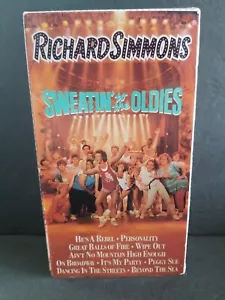 RICHARD SIMMONS
SWEATIN' TO THE OLDIES
HE'S A REBEL • PERSONALITY
GREAT BALLS OF FIRE • WIPE OUT
AIN'T NO MOUNTAIN HIGH ENOUGH
ON BROADWAY • IT'S MY PARTY • PEGGY SUE
DANCING IN THE STREETS • BEYOND THE SEA